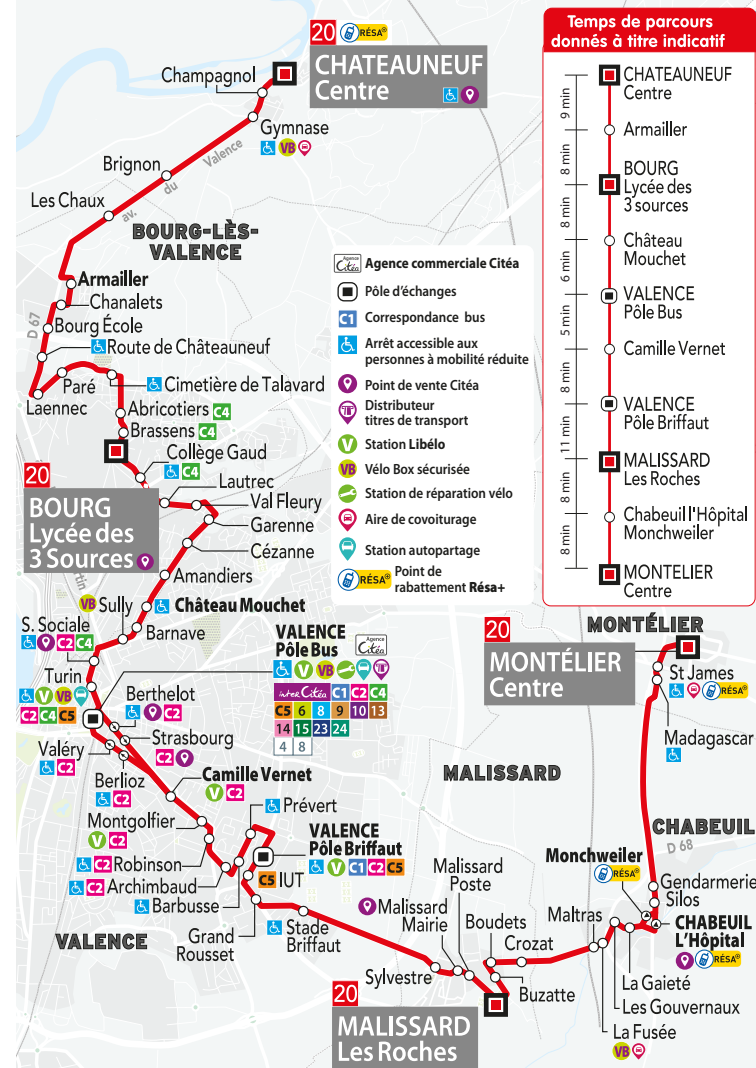 20 RÉSA+
CHATEAUNEUF
Centre
Champagnol
Gymnase
VB
Brignon
av. du Valence
Les Chaux
BOURG-LÈS-
VALENCE
Armailler
Chanalets
D 67
Bourg École
Route de Châteauneuf
Paré
Cimetière de Talavard
Laennec
Abricotiers C4
Brassens C4
Collège Gaud
C4
20
BOURG
Lycée des
3 Sources
Lautrec
Val Fleury
Garenne
Cézanne
Amandiers
VB Sully
Château Mouchet
Barnave
S. Sociale
C2 C4
Turin
V VB
C2 C4 C5
VALENCE
Pôle Bus
Agence
Citéa
V VB
interCitéa C1 C2 C4
C5 6 8 9 10 13
14 15 23 24
4 8
Berthelot
C2
Strasbourg
C2
Valéry
C2
Berlioz
C2
Camille Vernet
V C2
Montgolfier
V C2
C2 Robinson
C2 Archimbaud
Barbusse
Prévert
VALENCE
Pôle Briffaut
V C1 C2 C5
C5 IUT
Grand
Rousset
Stade
Briffaut
VALENCE
Malissard
Mairie
Malissard
Poste
Sylvestre
20
MALISSARD
Les Roches
Boudets
Buzatte
Crozat
Maltras
MALISSARD
La Fusée
VB
Les Gouvernaux
La Gaieté
Monchweiler
RÉSA+
CHABEUIL
L'Hôpital
RÉSA+
Gendarmerie
Silos
CHABEUIL
D 68
Madagascar
St James
RÉSA+
MONTÉLIER
20
MONTÉLIER
Centre
Agence
Citéa
Agence commerciale Citéa
Pôle d'échanges
C1 Correspondance bus
Arrêt accessible aux
personnes à mobilité réduite
Point de vente Citéa
Distributeur
titres de transport
V Station Libélo
VB Vélo Box sécurisée
Station de réparation vélo
Aire de covoiturage
Station autopartage
RÉSA+ Point de
rabattement Résa+
Temps de parcours
donnés à titre indicatif
CHATEAUNEUF
Centre
9 min
Armailler
8 min
BOURG
Lycée des
3 sources
8 min
Château
Mouchet
6 min
VALENCE
Pôle Bus
5 min
Camille Vernet
8 min
VALENCE
Pôle Briffaut
11 min
MALISSARD
Les Roches
8 min
Chabeuil l'Hôpital
Monchweiler
8 min
MONTELIER
Centre